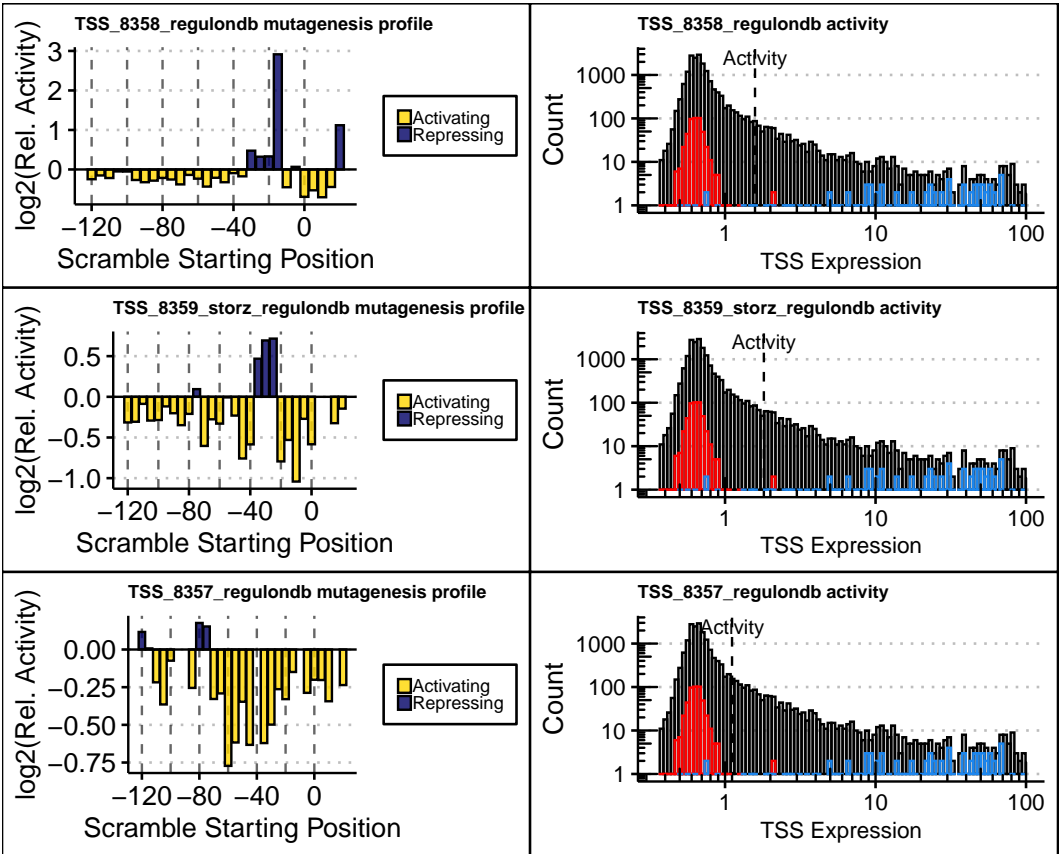 TSS_8358_regulondb mutagenesis profile
log2(Rel. Activity)
3
2
1
0
−120
−80
−40
0
Scramble Starting Position
Activating
Repressing
TSS_8358_regulondb activity
Activity
Count
1000
100
10
1
1
10
100
TSS Expression
TSS_8359_storz_regulondb mutagenesis profile
log2(Rel. Activity)
0.5
0.0
−0.5
−1.0
−120
−80
−40
0
Scramble Starting Position
Activating
Repressing
TSS_8359_storz_regulondb activity
Activity
Count
1000
100
10
1
1
10
100
TSS Expression
TSS_8357_regulondb mutagenesis profile
log2(Rel. Activity)
0.00
−0.25
−0.50
−0.75
−120
−80
−40
0
Scramble Starting Position
Activating
Repressing
TSS_8357_regulondb activity
Activity
Count
1000
100
10
1
1
10
100
TSS Expression